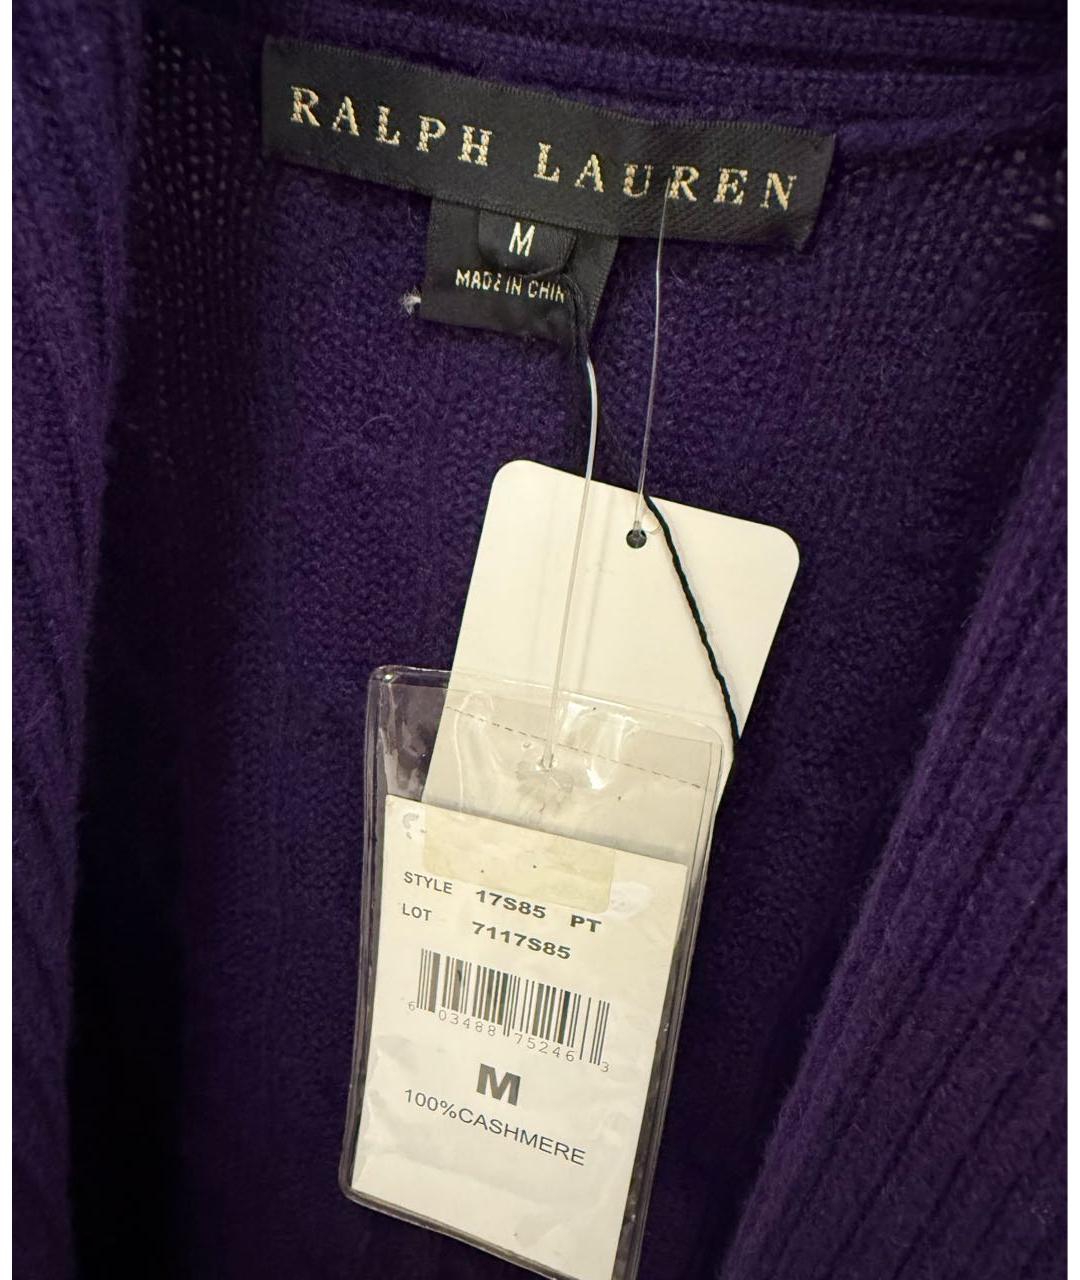 RALPH LAUREN
M
MADE IN CHIN
STYLE 17S85 PT
LOT 7117S85
6 03488 75246 3
M
100%CASHMERE